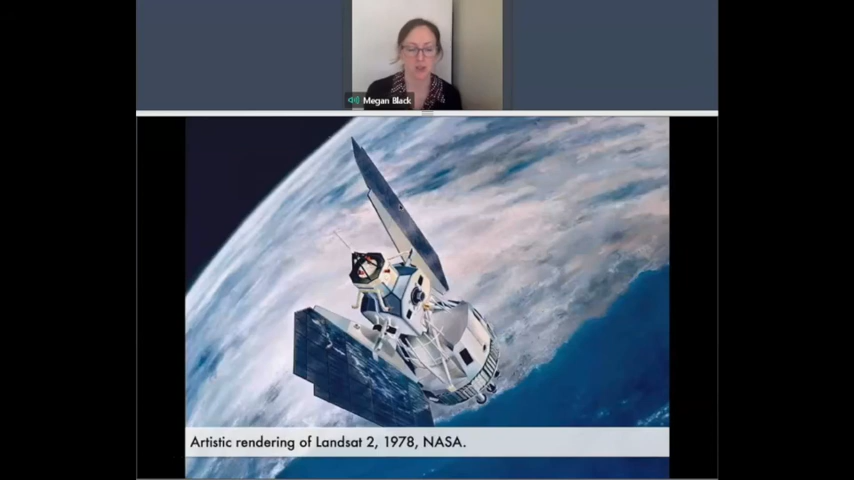 Megan Black
Artistic rendering of Landsat 2, 1978, NASA.